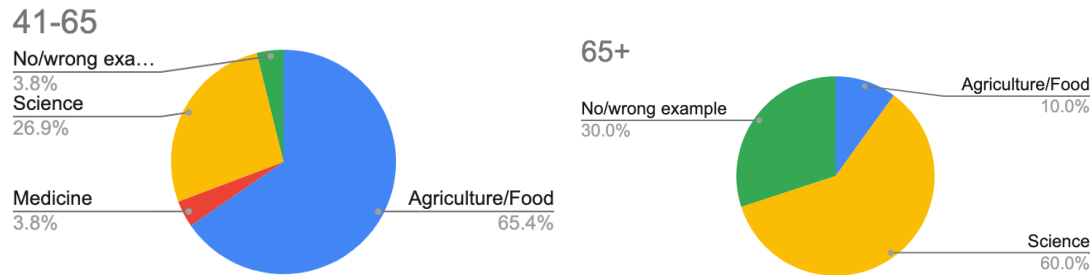 41-65
No/wrong exa…
3.8%
Science
26.9%
Medicine
3.8%
Agriculture/Food
65.4%
65+
Agriculture/Food
10.0%
No/wrong example
30.0%
Science
60.0%